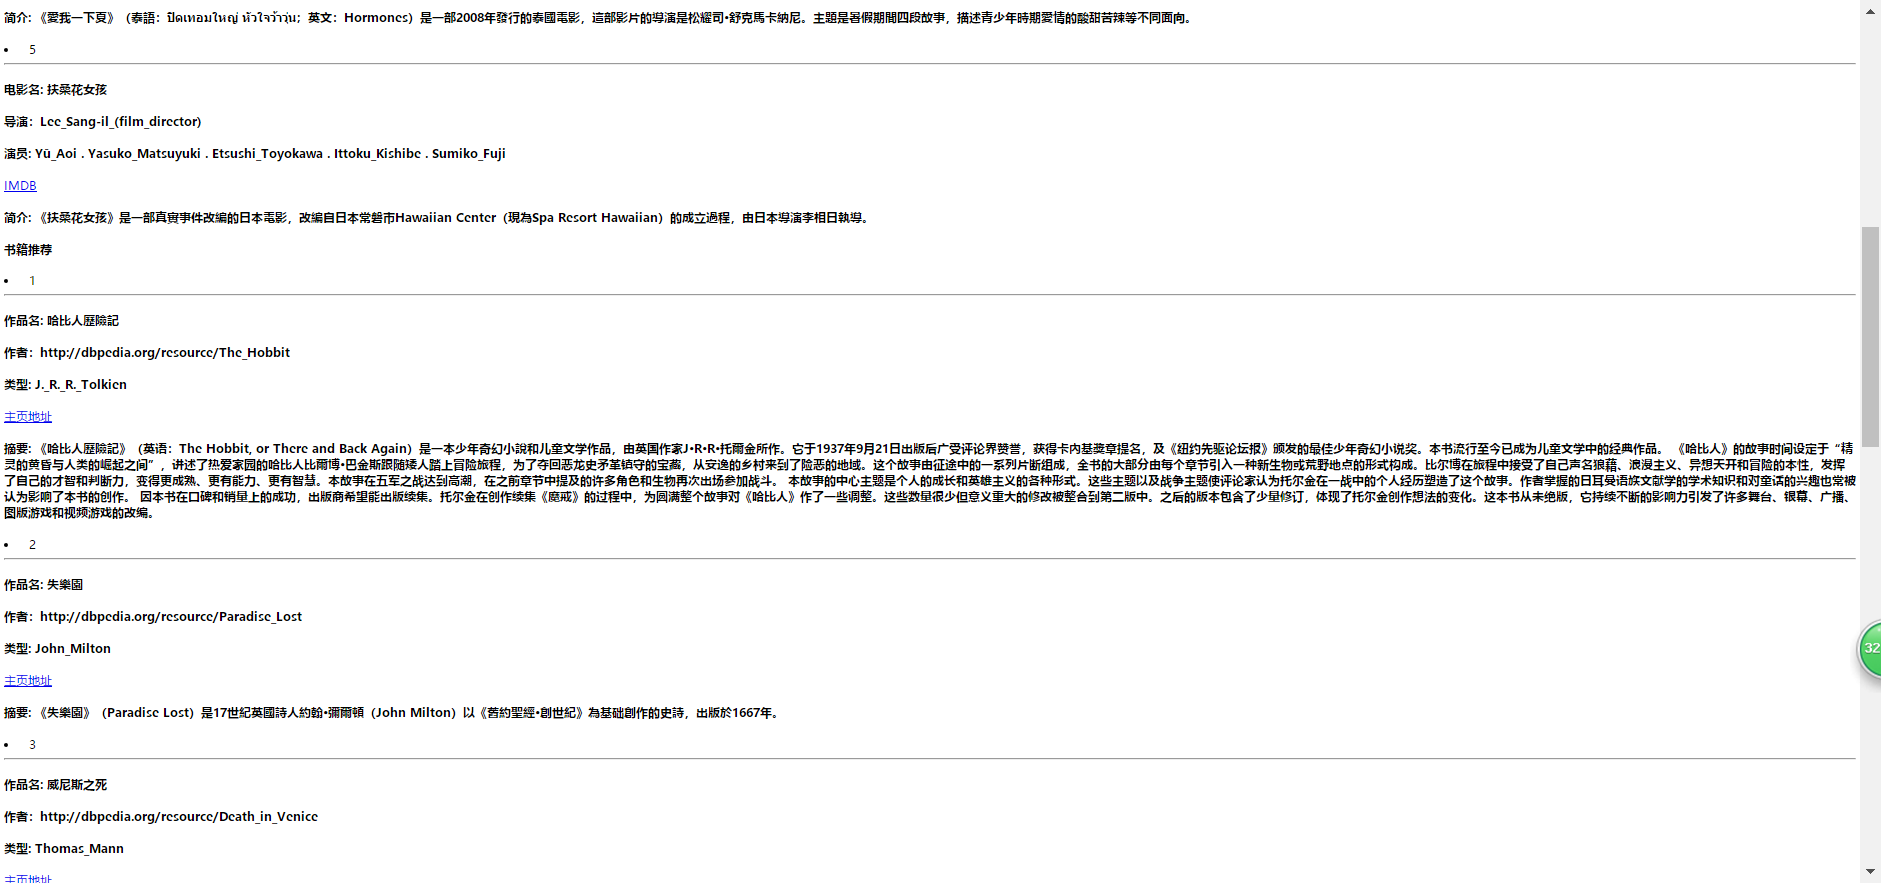 简介: 《愛我一下夏》（泰語：ปิดเทอมใหญ่ หัวใจว้าวุ่น；英文：Hormones）是一部2008年發行的泰國電影，這部影片的導演是松耀司•舒克馬卡納尼。主題是暑假期間四段故事，描述青少年時期愛情的酸甜苦辣等不同面向。
• 5
电影名: 扶桑花女孩
导演：Lee_Sang-il_(film_director)
演员: Yū_Aoi . Yasuko_Matsuyuki . Etsushi_Toyokawa . Ittoku_Kishibe . Sumiko_Fuji
IMDB
简介: 《扶桑花女孩》是一部真實事件改編的日本電影，改編自日本常磐市Hawaiian Center（現為Spa Resort Hawaiian）的成立過程，由日本導演李相日執導。
书籍推荐
• 1
作品名: 哈比人歷險記
作者：http://dbpedia.org/resource/The_Hobbit
类型: J._R._R._Tolkien
主页地址
摘要: 《哈比人歷險記》（英语：The Hobbit, or There and Back Again）是一本少年奇幻小說和儿童文学作品，由英国作家J•R•R•托爾金所作。它于1937年9月21日出版后广受评论界赞誉，获得卡内基奖章提名，及《纽约先驱论坛报》颁发的最佳少年奇幻小说奖。本书流行至今已成为儿童文学中的经典作品。 《哈比人》的故事时间设定于“精
灵的黄昏与人类的崛起之间”，讲述了热爱家园的哈比人比爾博•巴金斯跟随矮人踏上冒险旅程，为了夺回恶龙史矛革镇守的宝藏，从安逸的乡村来到了险恶的地域。这个故事由征途中的一系列片断组成，全书的大部分由每个章节引入一种新生物或荒野地点的形式构成。比尔博在旅程中接受了自己声名狼藉、浪漫主义、异想天开和冒险的本性，发挥
了自己的才智和判断力，变得更成熟、更有能力、更有智慧。本故事在五军之战达到高潮，在之前章节中提及的许多角色和生物再次出场参加战斗。 本故事的中心主题是个人的成长和英雄主义的各种形式。这些主题以及战争主题使评论家认为托尔金在一战中的个人经历塑造了这个故事。作者掌握的日耳曼语族文献学的学术知识和对童话的兴趣也常被
认为影响了本书的创作。 因本书在口碑和销量上的成功，出版商希望能出版续集。托尔金在创作续集《魔戒》的过程中，为圆满整个故事对《哈比人》作了一些调整。这些数量很少但意义重大的修改被整合到第二版中。之后的版本包含了少量修订，体现了托尔金创作想法的变化。这本书从未绝版，它持续不断的影响力引发了许多舞台、银幕、广播、
图版游戏和视频游戏的改编。
• 2
作品名: 失樂園
作者：http://dbpedia.org/resource/Paradise_Lost
类型: John_Milton
主页地址
摘要: 《失樂園》（Paradise Lost）是17世紀英國詩人約翰•彌爾頓（John Milton）以《舊約聖經•創世紀》為基础創作的史詩，出版於1667年。
• 3
作品名: 威尼斯之死
作者：http://dbpedia.org/resource/Death_in_Venice
类型: Thomas_Mann
主页地址
32